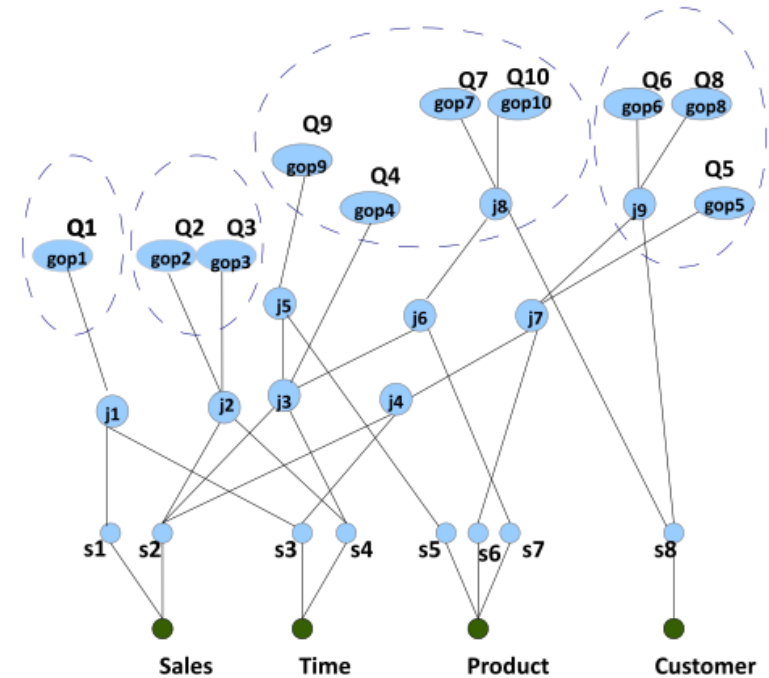 Q7 Q10 Q6 Q8
gop7 gop10 gop6 gop8
Q9
gop9 Q4 Q5
gop4 j8 j9 gop5
Q1 Q2 Q3
gop1 gop2 gop3
j5 j6 j7
j1 j2 j3 j4
s1 s2 s3 s4 s5 s6 s7 s8
Sales Time Product Customer